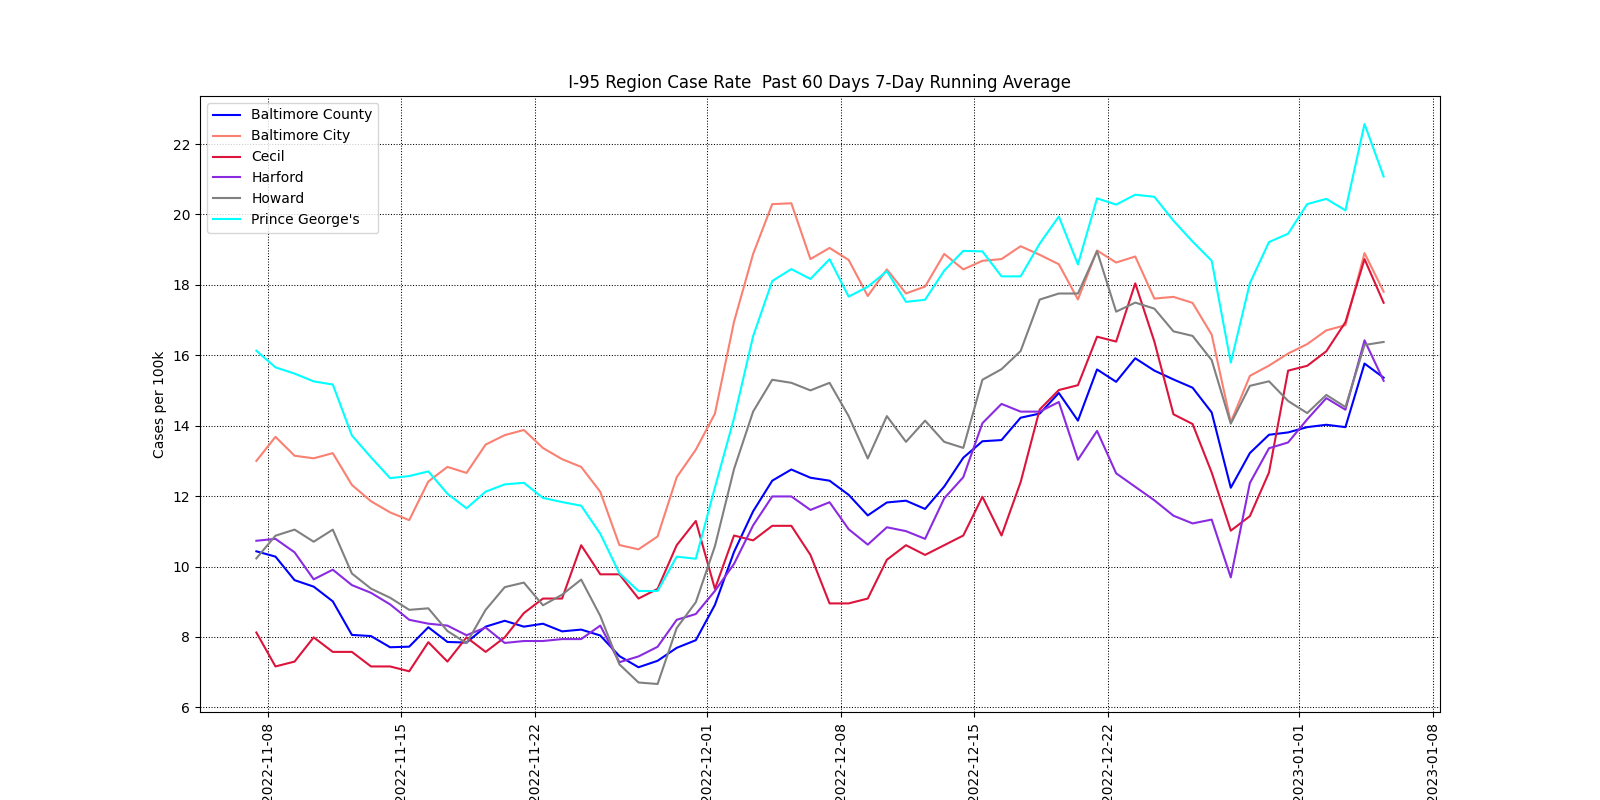 I-95 Region Case Rate  Past 60 Days 7-Day Running Average
Baltimore County
Baltimore City
Cecil
Harford
Howard
Prince George's
Cases per 100k
22
20
18
16
14
12
10
8
6
2022-11-08
2022-11-15
2022-11-22
2022-12-01
2022-12-08
2022-12-15
2022-12-22
2023-01-01
2023-01-08